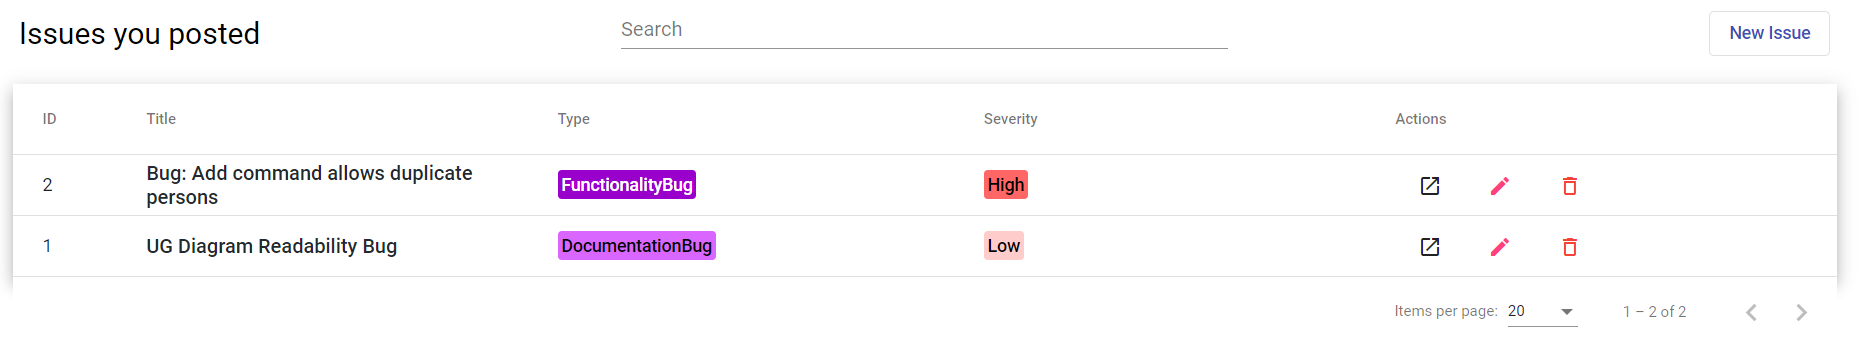 Issues you posted
Search
New Issue
ID Title Type Severity Actions
2 Bug: Add command allows duplicate persons FunctionalityBug High
1 UG Diagram Readability Bug DocumentationBug Low
Items per page: 20 1 – 2 of 2